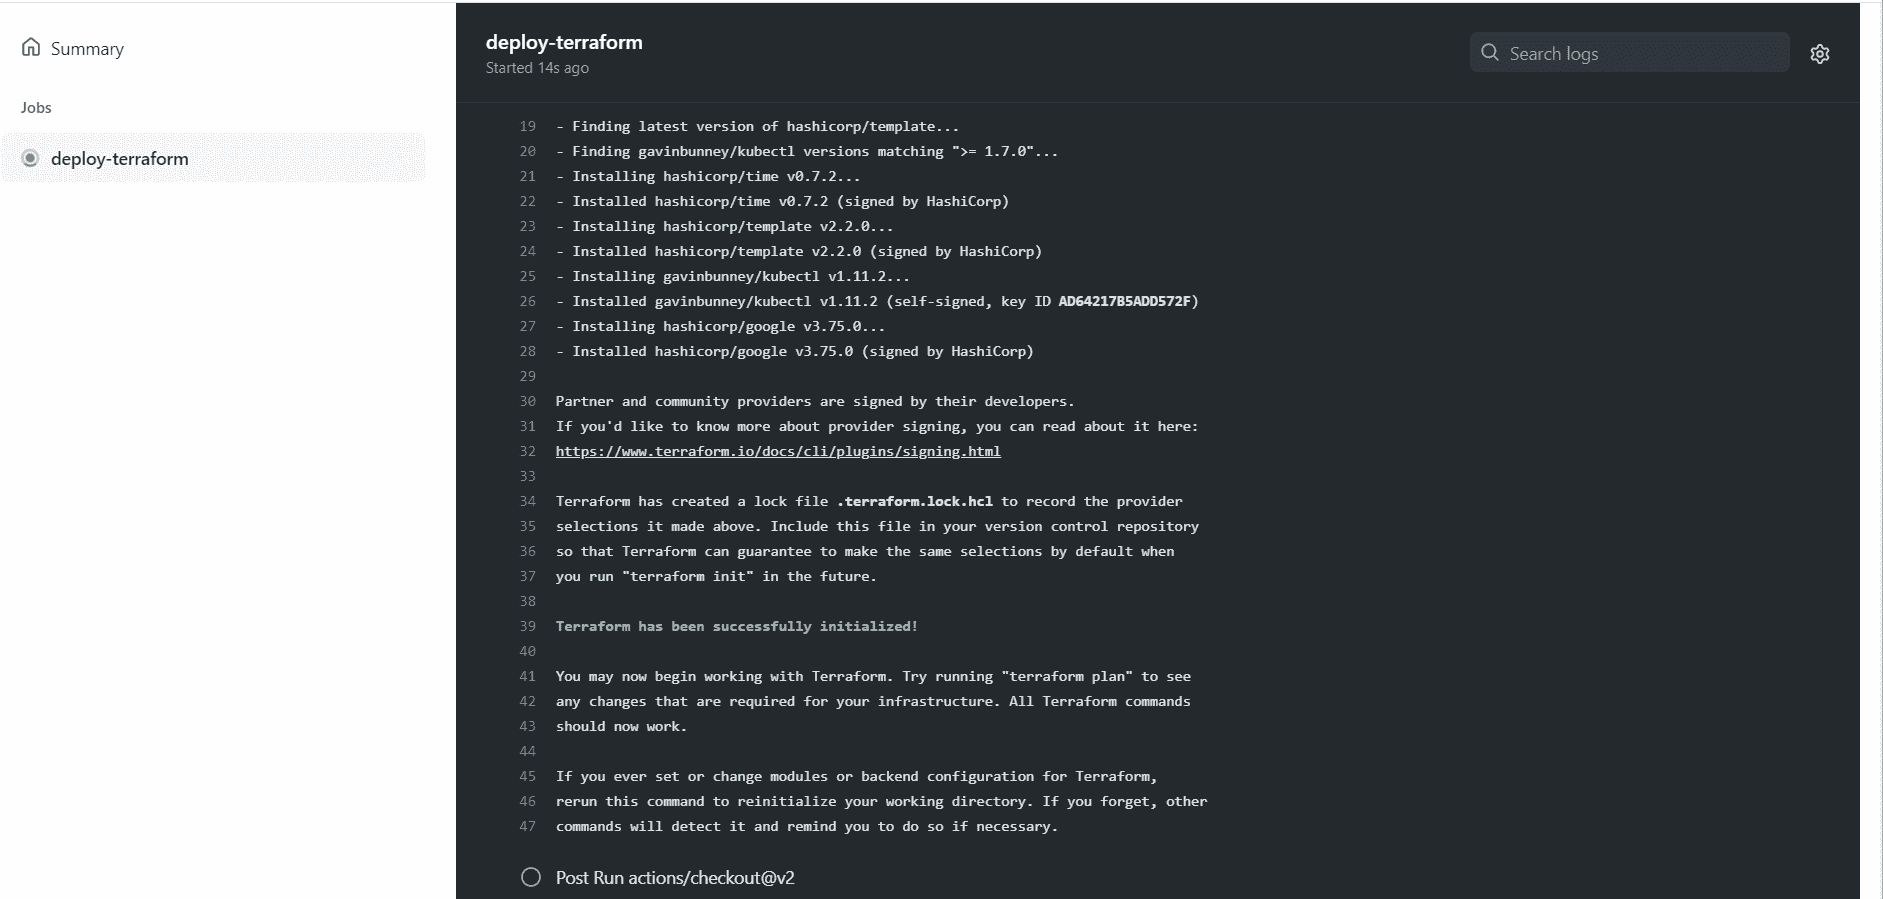 Summary
Jobs
deploy-terraform
deploy-terraform
Started 14s ago
Search logs
19 - Finding latest version of hashicorp/template...
20 - Finding gavinbunney/kubectl versions matching ">= 1.7.0"...
21 - Installing hashicorp/time v0.7.2...
22 - Installed hashicorp/time v0.7.2 (signed by HashiCorp)
23 - Installing hashicorp/template v2.2.0...
24 - Installed hashicorp/template v2.2.0 (signed by HashiCorp)
25 - Installing gavinbunney/kubectl v1.11.2...
26 - Installed gavinbunney/kubectl v1.11.2 (self-signed, key ID AD64217B5ADD572F)
27 - Installing hashicorp/google v3.75.0...
28 - Installed hashicorp/google v3.75.0 (signed by HashiCorp)
29
30 Partner and community providers are signed by their developers.
31 If you'd like to know more about provider signing, you can read about it here:
32 https://www.terraform.io/docs/cli/plugins/signing.html
33
34 Terraform has created a lock file .terraform.lock.hcl to record the provider
35 selections it made above. Include this file in your version control repository
36 so that Terraform can guarantee to make the same selections by default when
37 you run "terraform init" in the future.
38
39 Terraform has been successfully initialized!
40
41 You may now begin working with Terraform. Try running "terraform plan" to see
42 any changes that are required for your infrastructure. All Terraform commands
43 should now work.
44
45 If you ever set or change modules or backend configuration for Terraform,
46 rerun this command to reinitialize your working directory. If you forget, other
47 commands will detect it and remind you to do so if necessary.
Post Run actions/checkout@v2